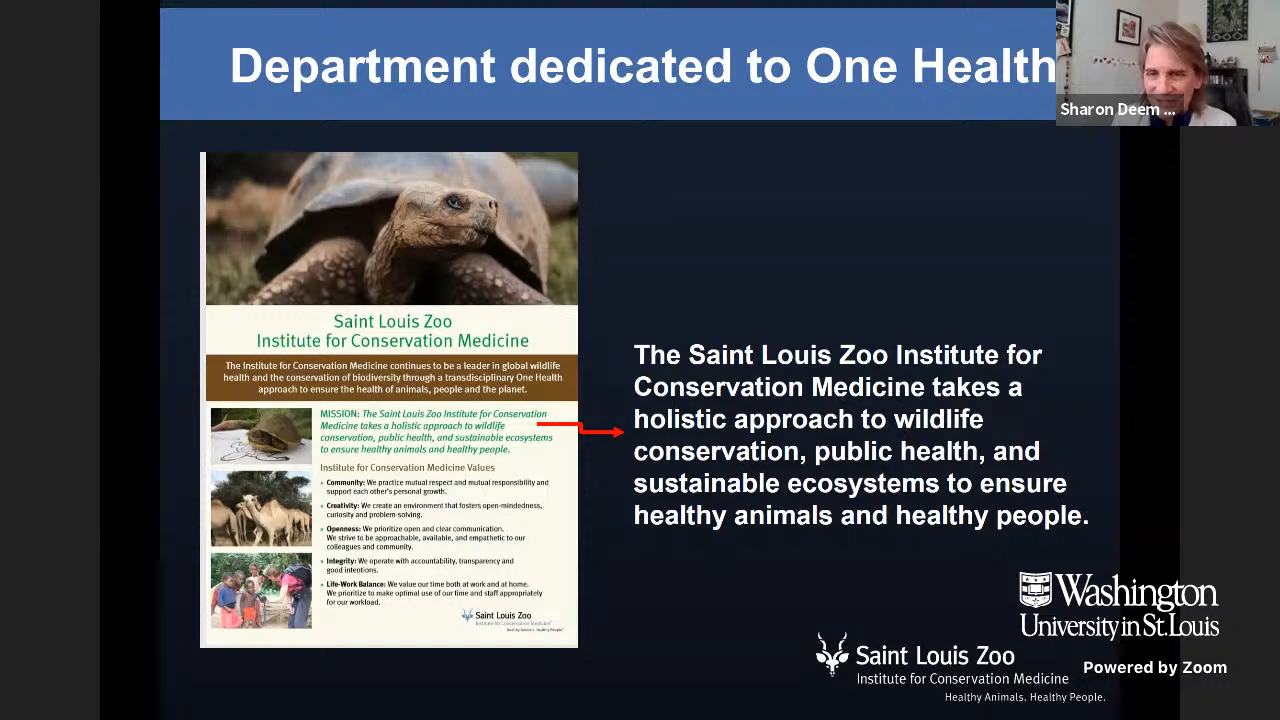 Department dedicated to One Health
Sharon Deem ...
Saint Louis Zoo
Institute for Conservation Medicine
The Institute for Conservation Medicine continues to be a leader in global wildlife
health and the conservation of biodiversity through a transdisciplinary One Health
approach to ensure the health of animals, people and the planet.
MISSION: The Saint Louis Zoo Institute for Conservation
Medicine takes a holistic approach to wildlife
conservation, public health, and sustainable ecosystems
to ensure healthy animals and healthy people.
Institute for Conservation Medicine Values
» Community: We practice mutual respect and mutual responsibility and
support each other's personal growth.
» Creativity: We create an environment that fosters open-mindedness,
curiosity and problem-solving.
» Openness: We prioritize open and clear communication.
We strive to be approachable, available, and empathetic to our
colleagues and community.
» Integrity: We operate with accountability, transparency and
good intentions.
» Life-Work Balance: We value our time both at work and at home.
We prioritize to make optimal use of our time and staff appropriately
for our workload.
Saint Louis Zoo
Institute for Conservation Medicine
Healthy Animals. Healthy People.
The Saint Louis Zoo Institute for
Conservation Medicine takes a
holistic approach to wildlife
conservation, public health, and
sustainable ecosystems to ensure
healthy animals and healthy people.
Washington
University in St. Louis
Saint Louis Zoo
Institute for Conservation Medicine
Healthy Animals. Healthy People.
Powered by Zoom